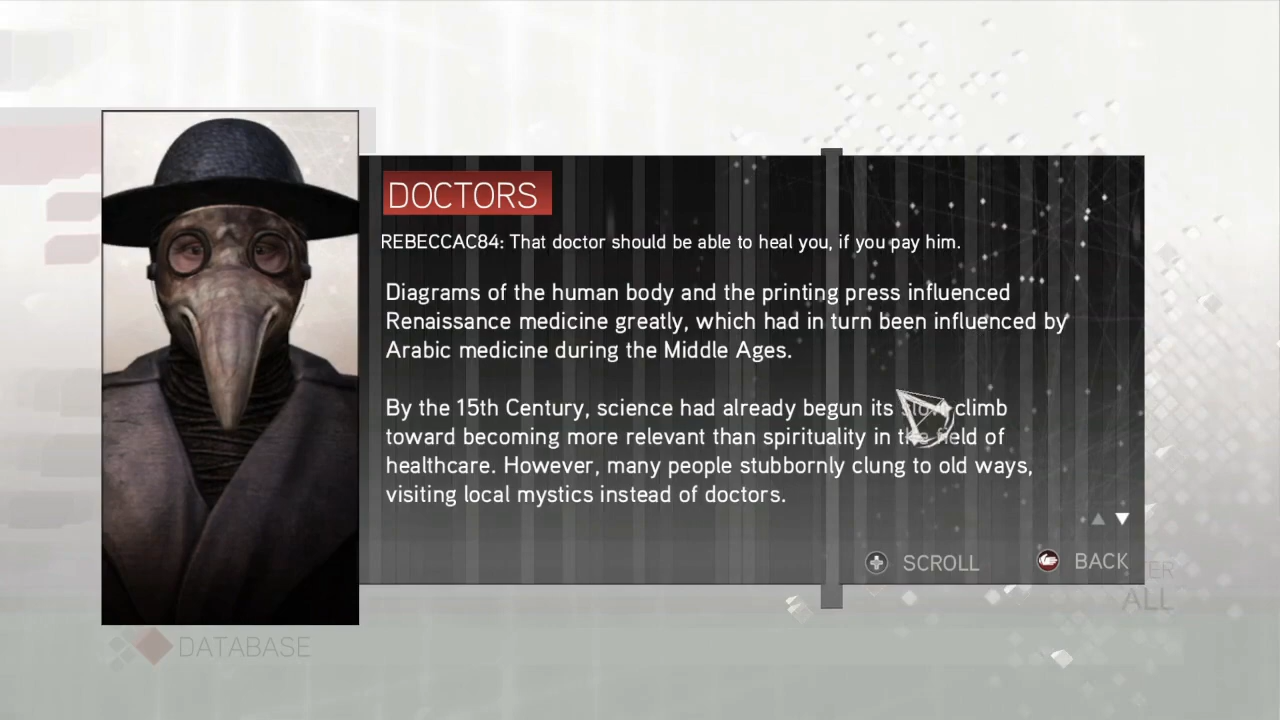 DOCTORS
REBECCAC84: That doctor should be able to heal you, if you pay him.
Diagrams of the human body and the printing press influenced
Renaissance medicine greatly, which had in turn been influenced by
Arabic medicine during the Middle Ages.
By the 15th Century, science had already begun its slow climb
toward becoming more relevant than spirituality in the field of
healthcare. However, many people stubbornly clung to old ways,
visiting local mystics instead of doctors.
SCROLL
BACK
ALL
DATABASE